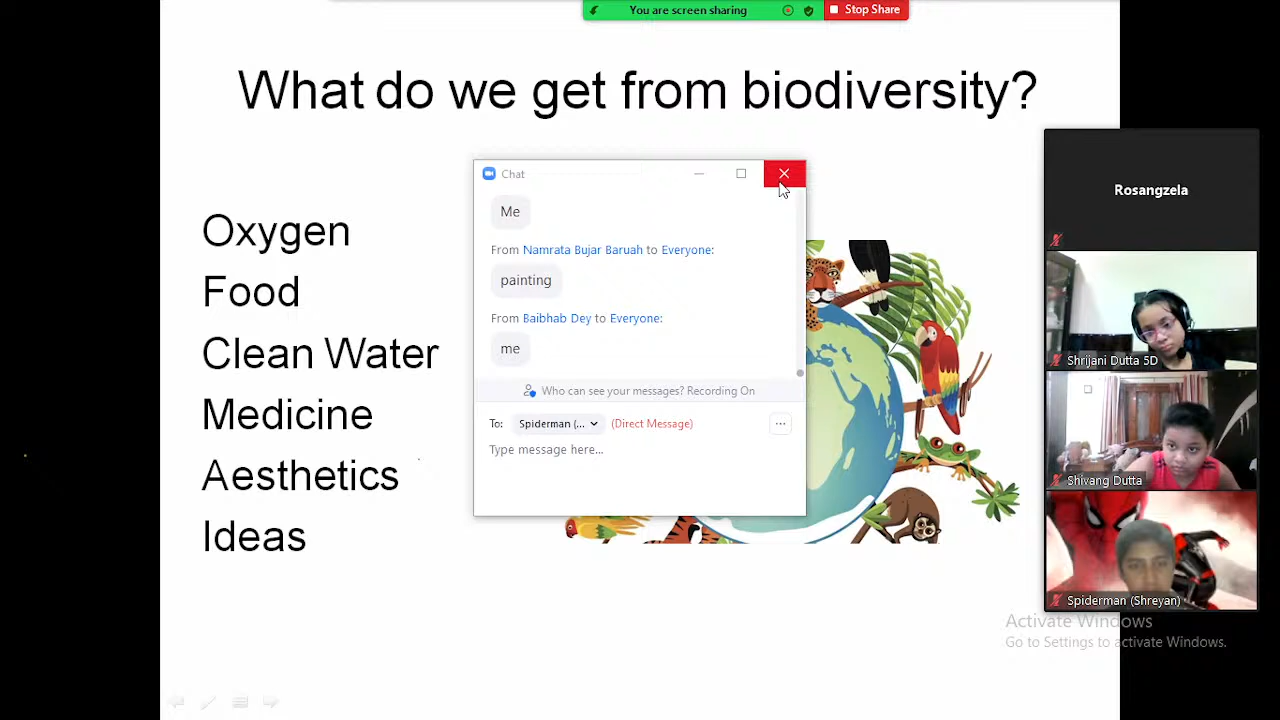 You are screen sharing
Stop Share
What do we get from biodiversity?
Oxygen
Food
Clean Water
Medicine
Aesthetics
Ideas
Chat
Me
From Namrata Bujar Baruah to Everyone:
painting
From Baibhab Dey to Everyone:
me
Who can see your messages? Recording On
To: Spiderman (... (Direct Message)
Type message here...
Rosangzela
Shrijani Dutta 5D
Shivang Dutta
Spiderman (Shreyan)
Activate Windows
Go to Settings to activate Windows.